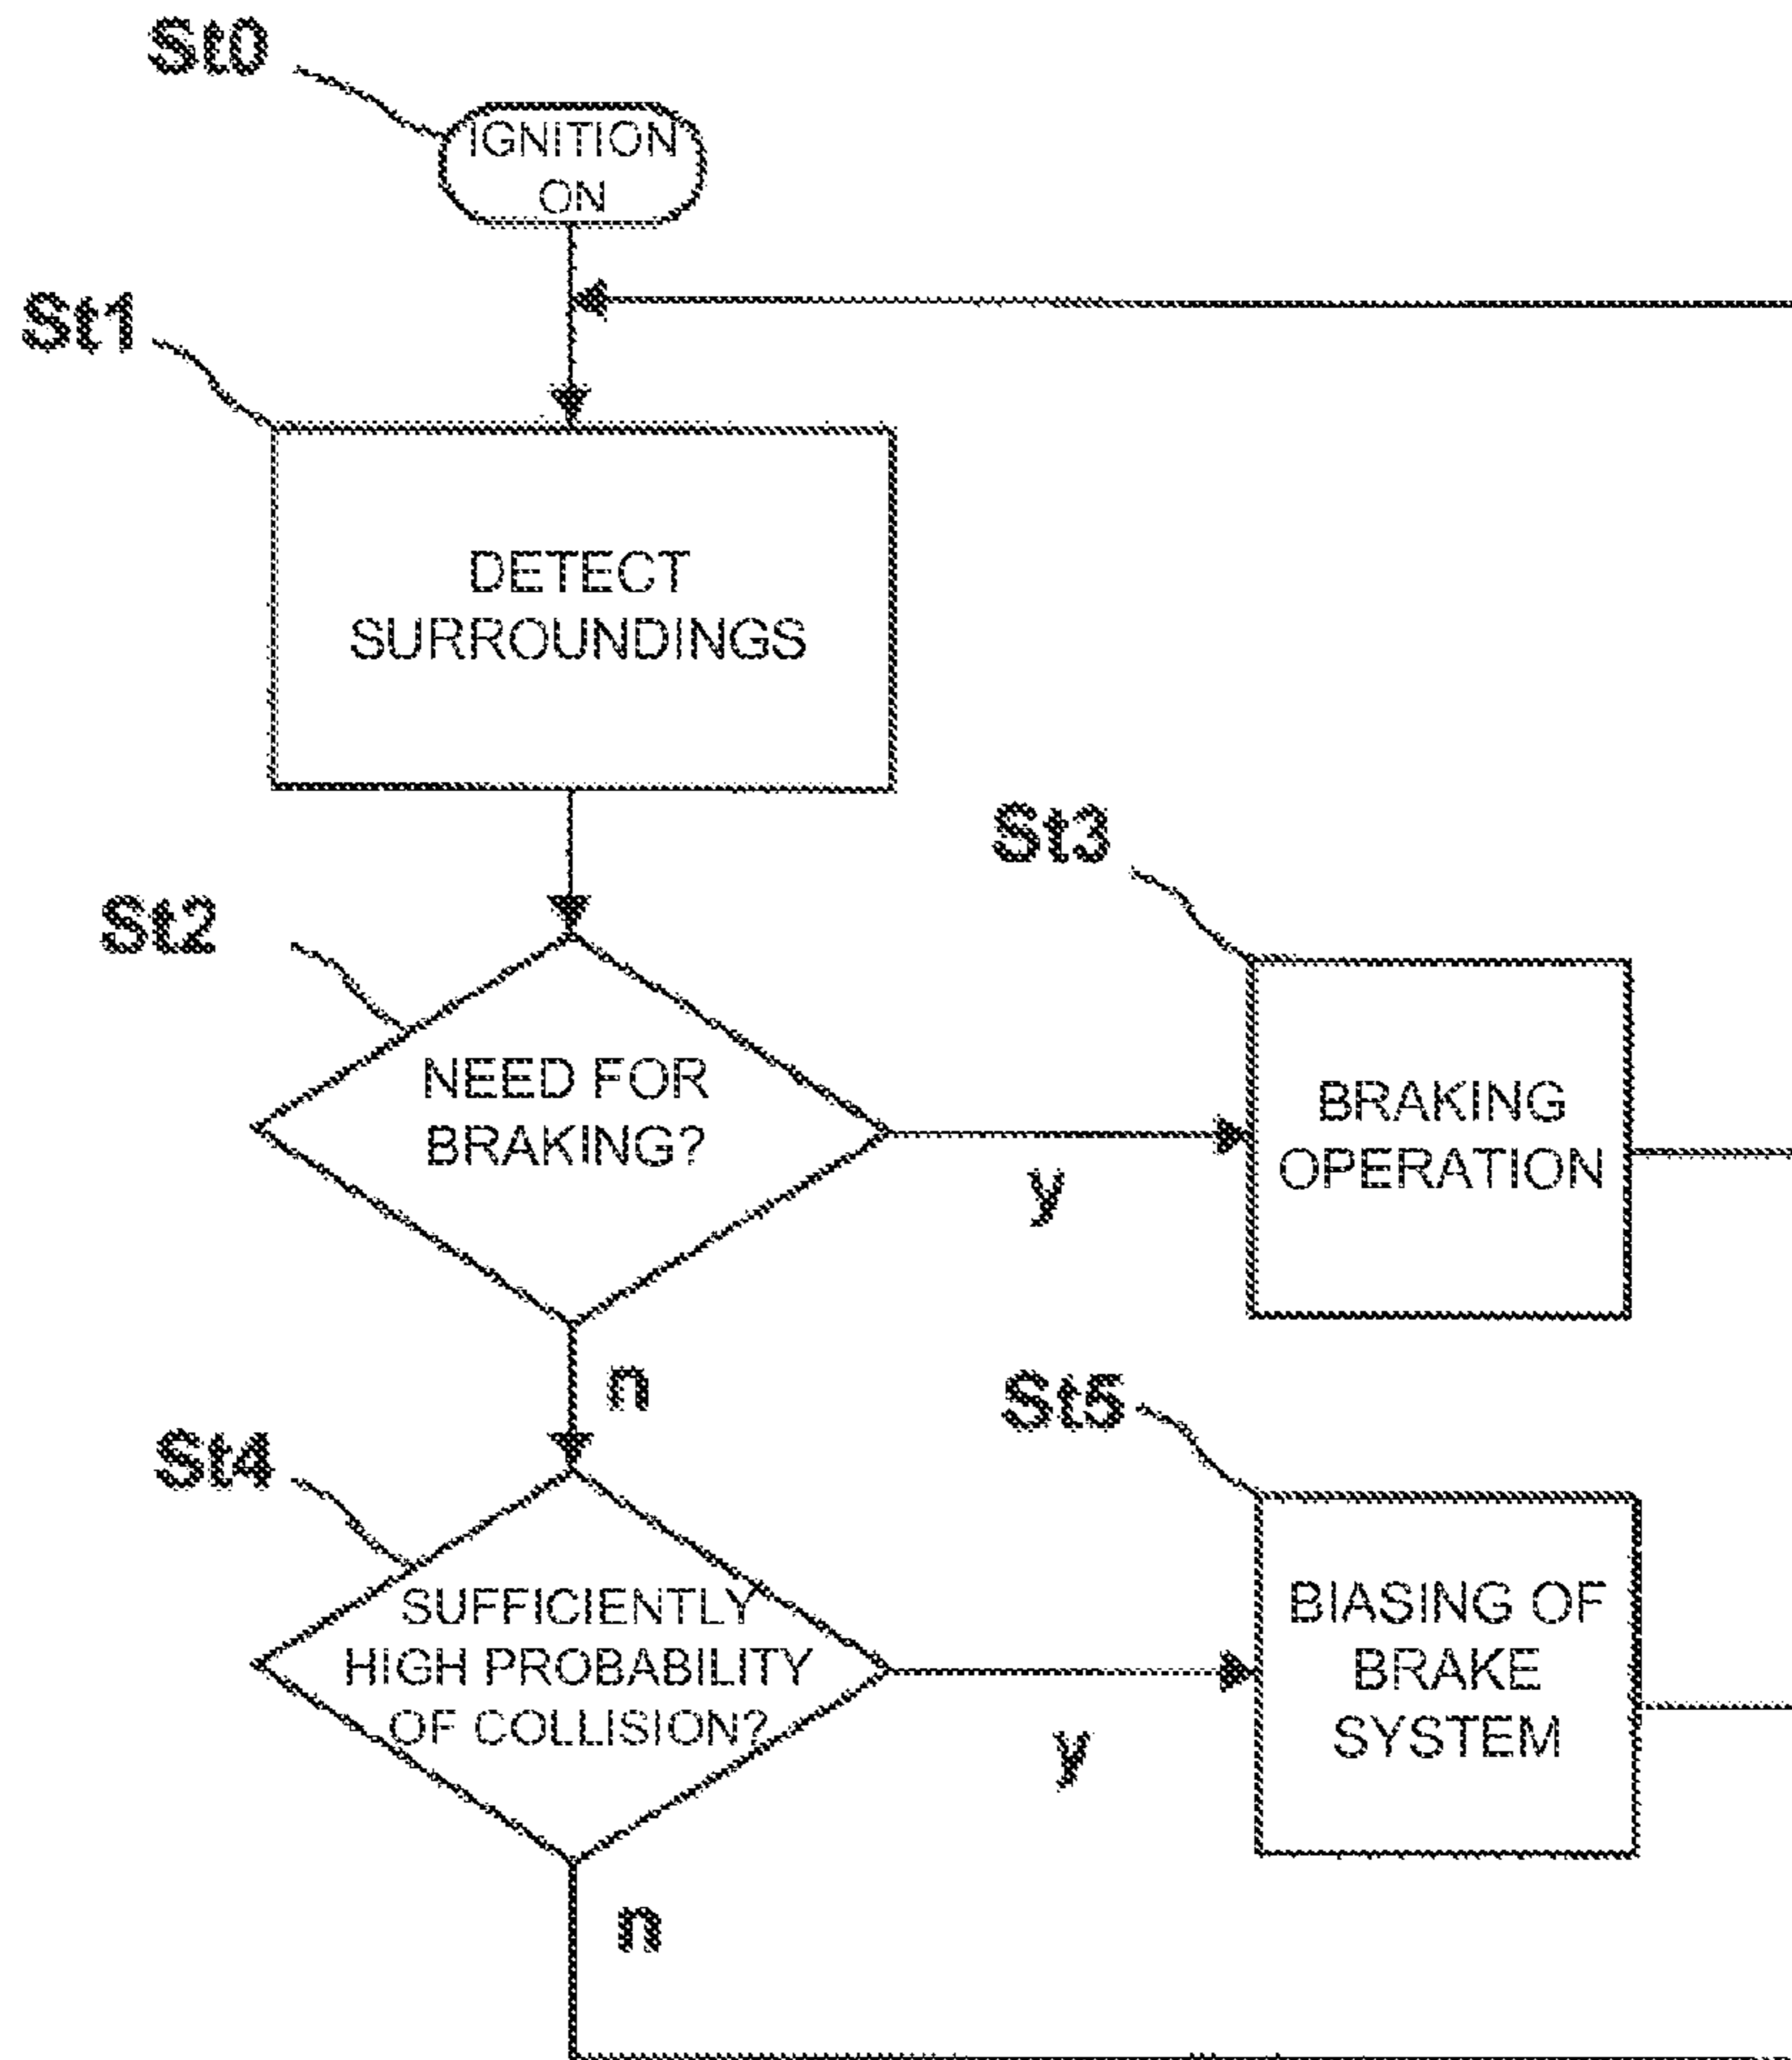 St0
IGNITION
ON
St1
DETECT
SURROUNDINGS
St2
NEED FOR
BRAKING?
y
St3
BRAKING
OPERATION
n
St4
SUFFICIENTLY
HIGH PROBABILITY
OF COLLISION?
y
St5
BIASING OF
BRAKE
SYSTEM
n